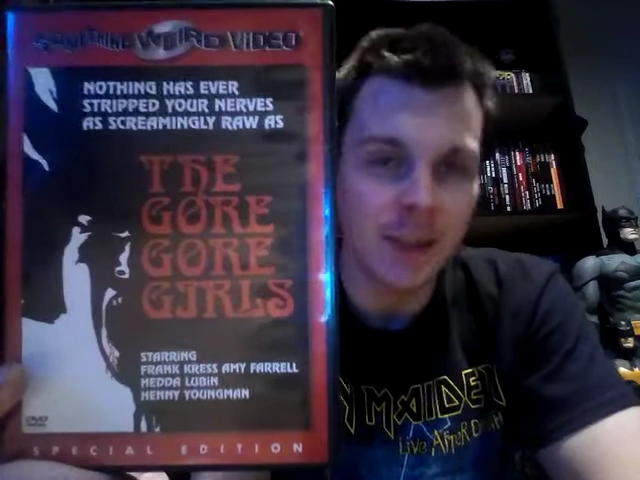 SOMETHING WEIRD VIDEO
NOTHING HAS EVER
STRIPPED YOUR NERVES
AS SCREAMINGLY RAW AS
THE
GORE
GORE
GIRLS
STARRING
FRANK KRESS AMY FARRELL
HEDDA LUBIN
HENNY YOUNGMAN
DVD
SPECIAL EDITION
Y MAIDEN
LIVE AFTER DEATH